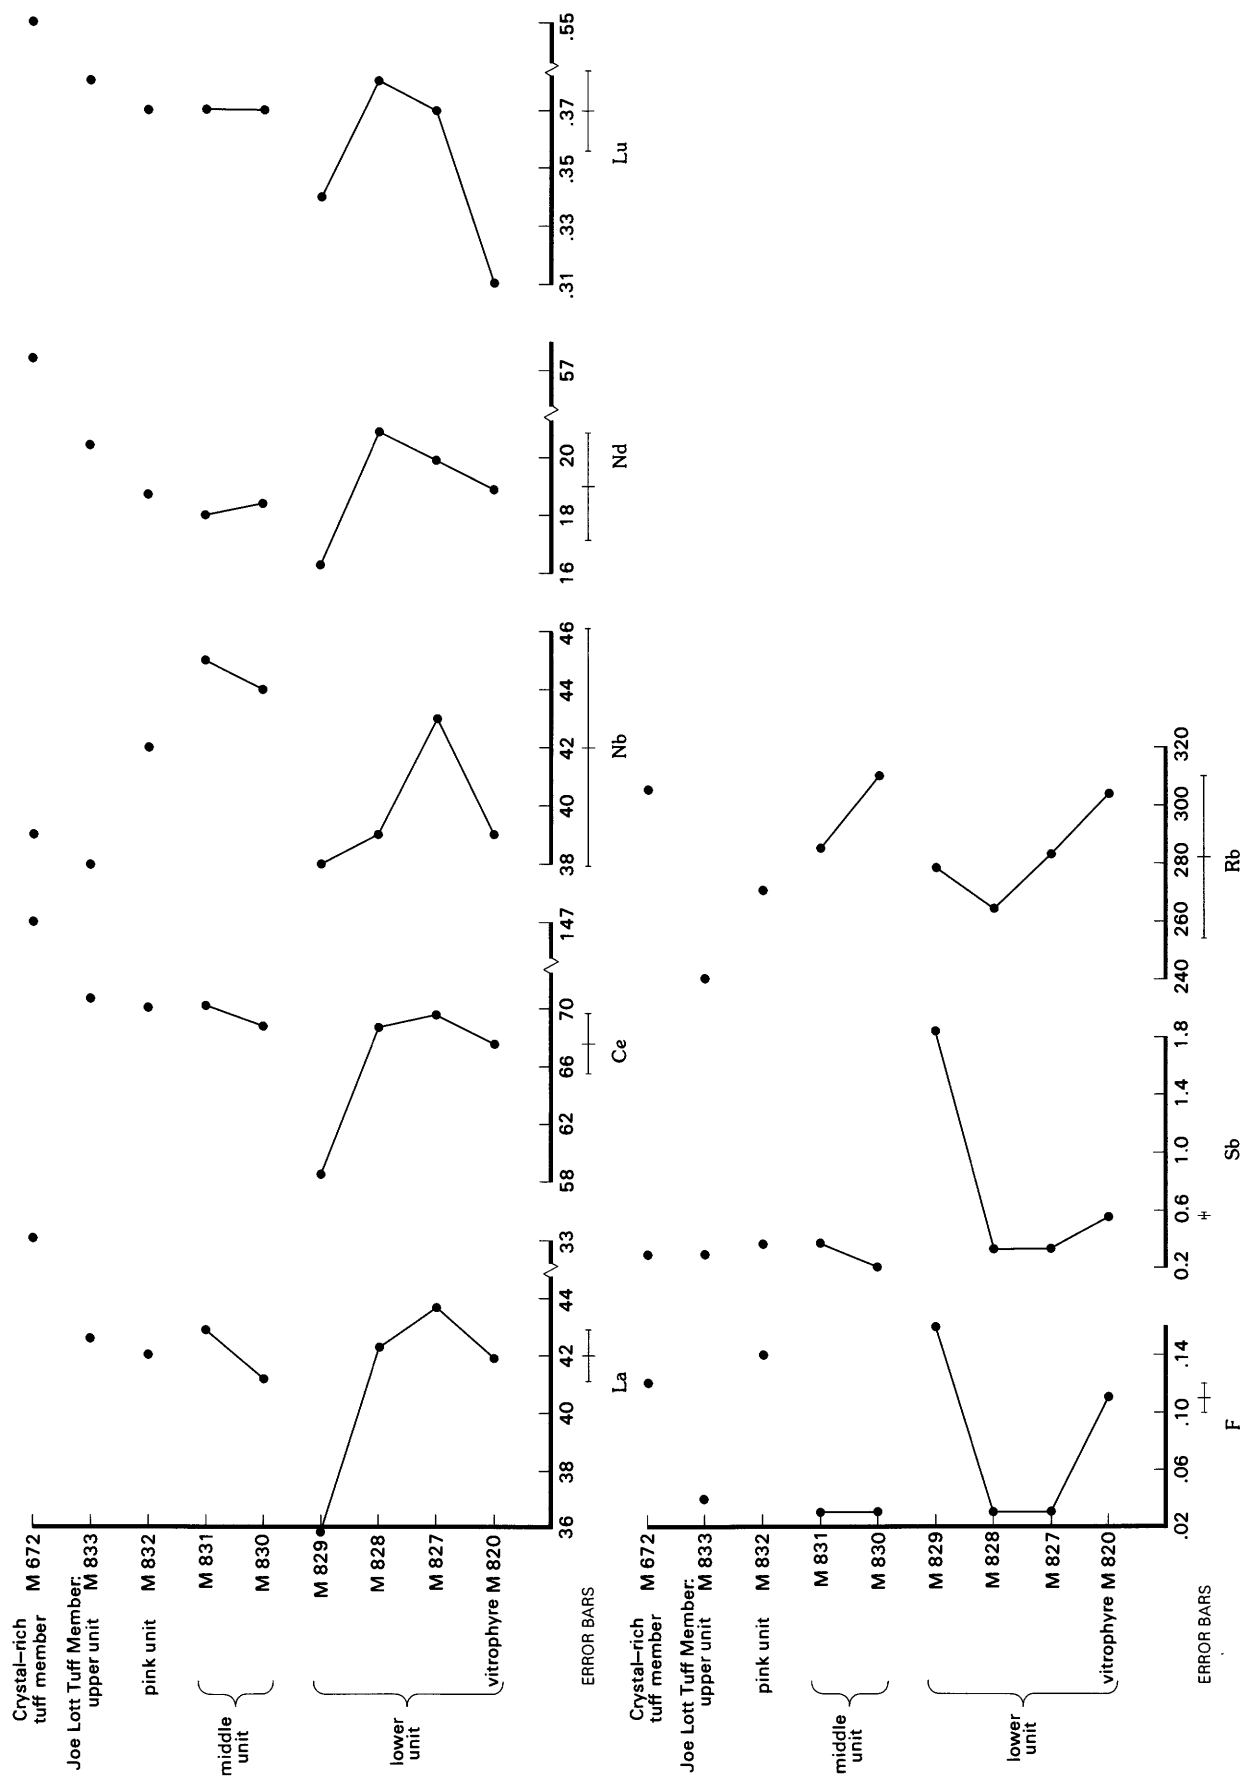 Crystal–rich
tuff member
M 672
Joe Lott Tuff Member:
upper unit
M 833
pink unit
M 832
middle
unit
M 831
M 830
lower
unit
M 829
M 828
M 827
vitrophyre M 820
ERROR BARS
36 38 40 42 44 33
La
58 62 66 70 147
Ce
38 40 42 44 46
Nb
16 18 20 57
Nd
.31 .33 .35 .37 .55
Lu
Crystal–rich
tuff member
M 672
Joe Lott Tuff Member:
upper unit
M 833
pink unit
M 832
middle
unit
M 831
M 830
lower
unit
M 829
M 828
M 827
vitrophyre M 820
ERROR BARS
.02 .06 .10 .14
F
0.2 0.6 1.0 1.4 1.8
Sb
240 260 280 300 320
Rb